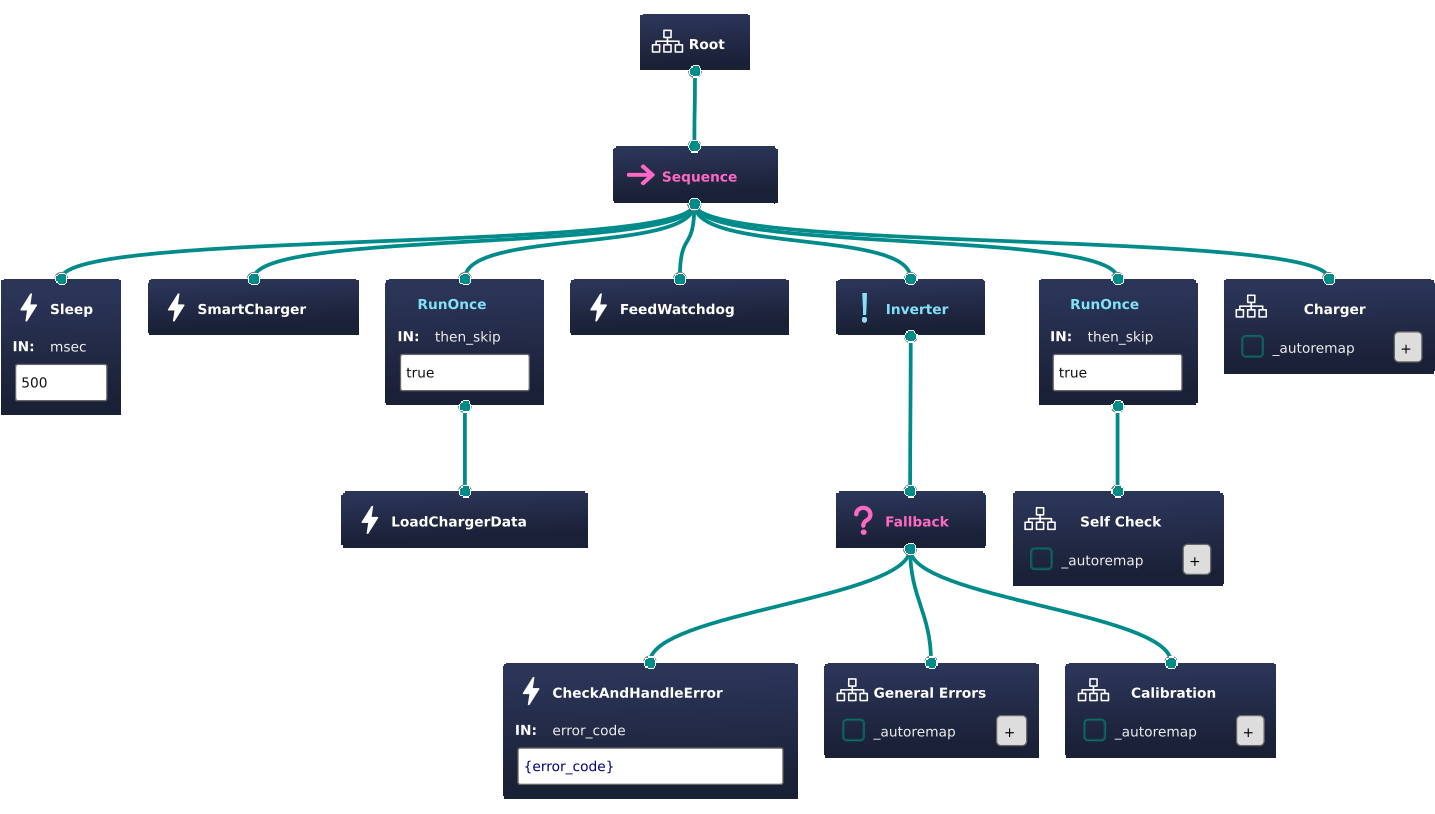 Root
Sequence
Sleep
IN: msec
500
SmartCharger
RunOnce
IN: then_skip
true
FeedWatchdog
Inverter
RunOnce
IN: then_skip
true
Charger
_autoremap
+
LoadChargerData
Fallback
Self Check
_autoremap
+
CheckAndHandleError
IN: error_code
{error_code}
General Errors
_autoremap
+
Calibration
_autoremap
+